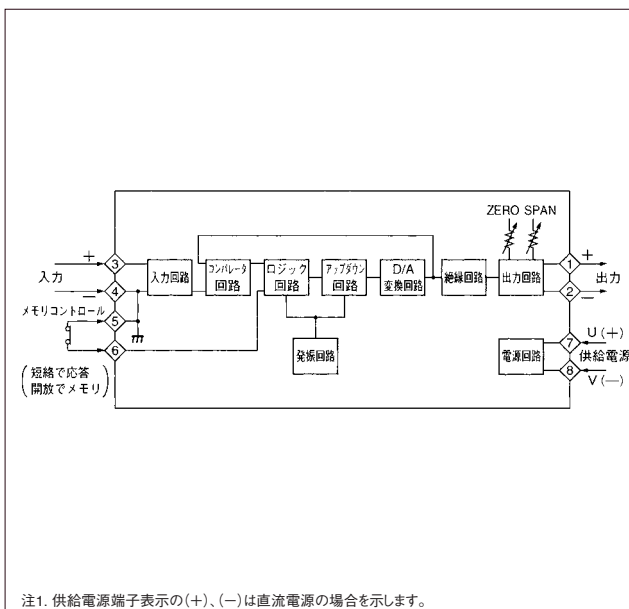 ZERO SPAN
+
3
入力
−
4
メモリコントロール
5
6
(短絡で応答
開放でメモリ)
入力回路
コンパレータ
回路
ロジック
回路
アップダウン
回路
D/A
変換回路
絶縁回路
出力回路
発振回路
電源回路
1
+
出力
2
−
7
U(+)
供給電源
8
V(−)
注1. 供給電源端子表示の(+)、(−)は直流電源の場合を示します。